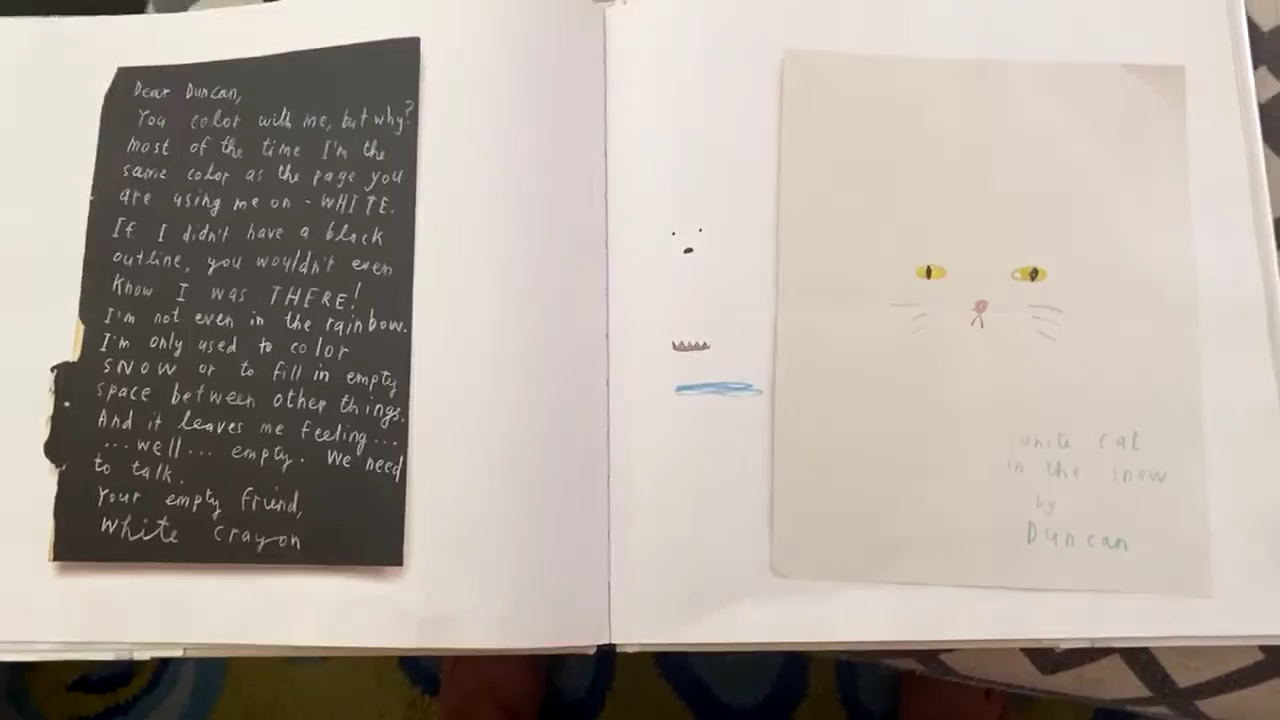 Dear Duncan,
You color with me, but why?
most of the time I'm the
same color as the page you
are using me on - WHITE.
If I didn't have a black
outline, you wouldn't even
know I was THERE!
I'm not even in the rainbow.
I'm only used to color
SNOW or to fill in empty
space between other things.
And it leaves me feeling...
...well... empty. We need
to talk.
Your empty friend,
White Crayon
white cat
in the snow
by
Duncan